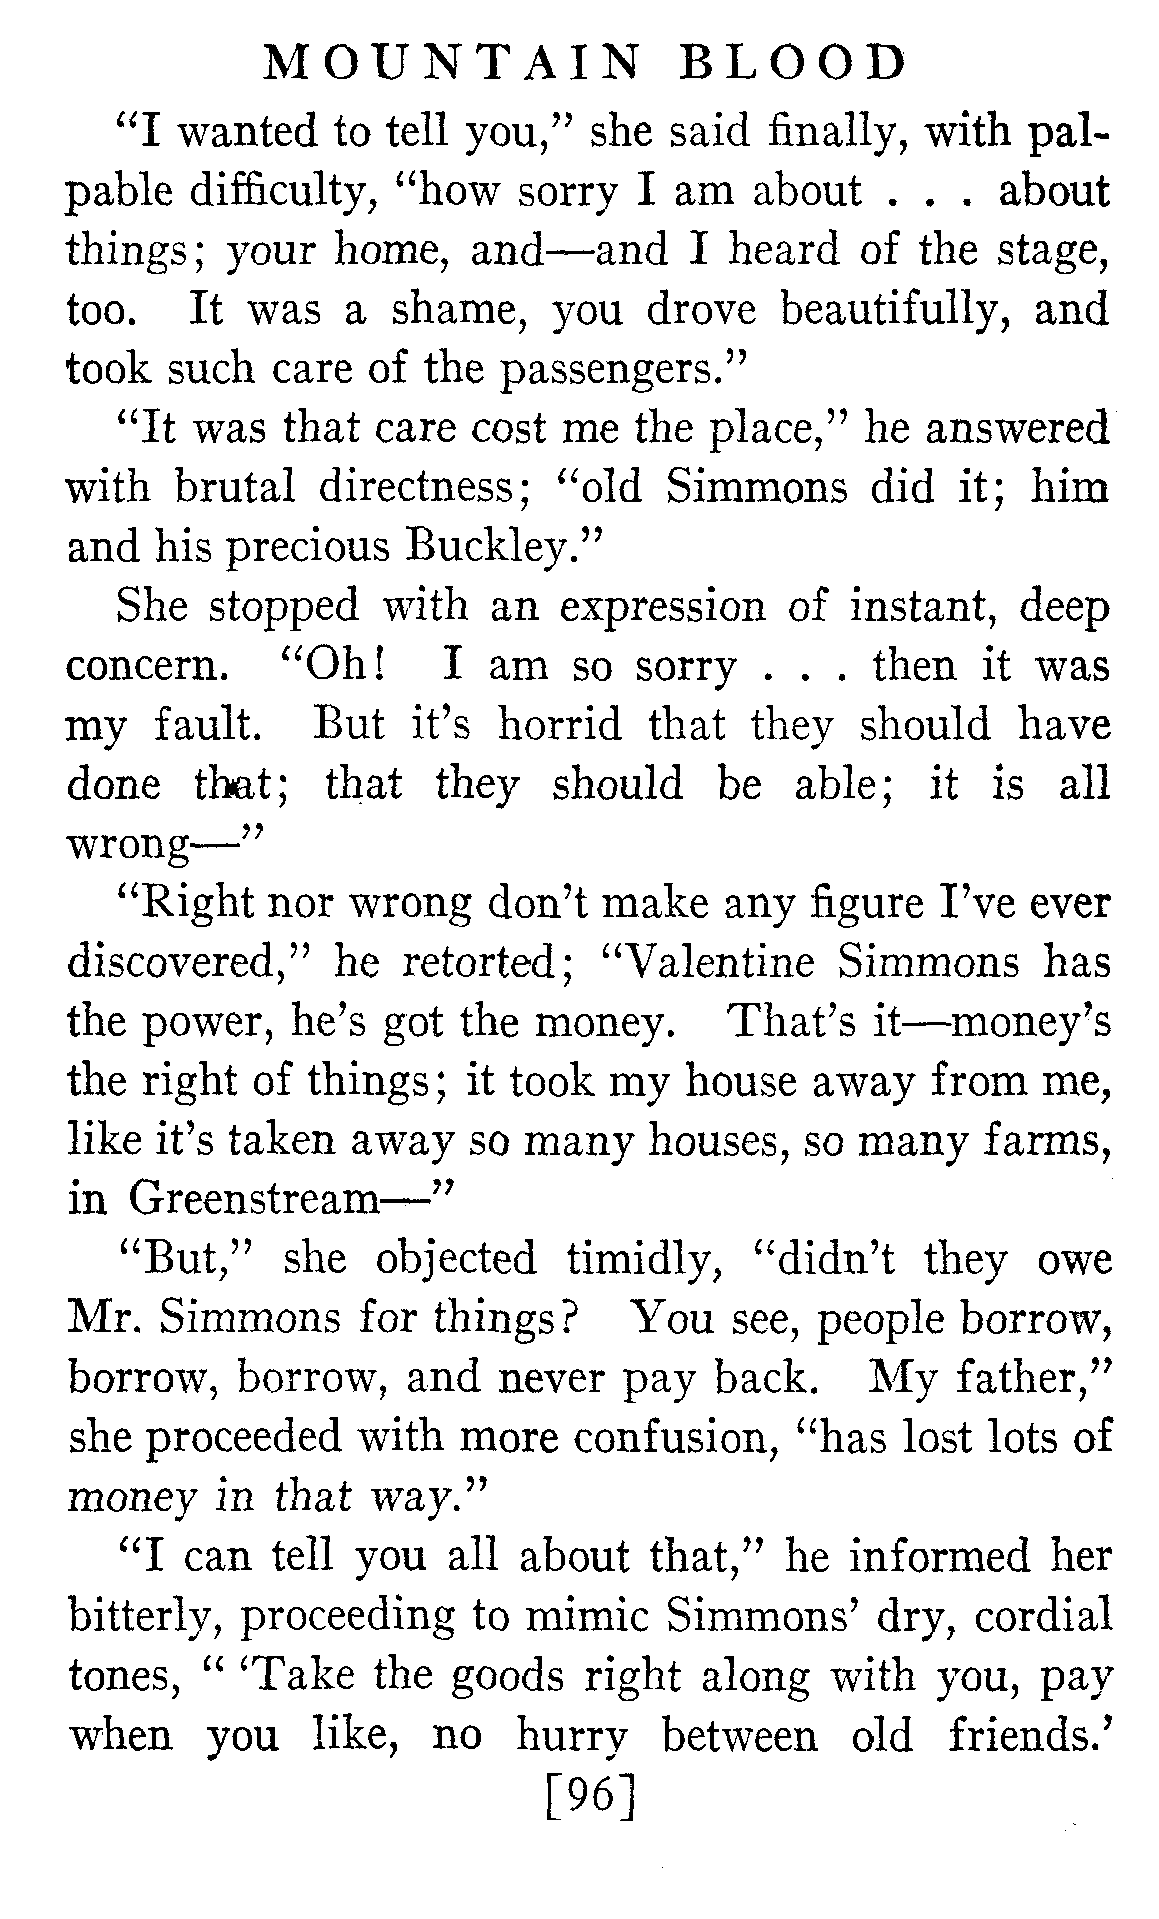 MOUNTAIN BLOOD
“I wanted to tell you,” she said finally, with pal-
pable difficulty, “how sorry I am about . . . about
things; your home, and—and I heard of the stage,
too. It was a shame, you drove beautifully, and
took such care of the passengers.”
“It was that care cost me the place,” he answered
with brutal directness; “old Simmons did it; him
and his precious Buckley.”
She stopped with an expression of instant, deep
concern. “Oh! I am so sorry . . . then it was
my fault. But it’s horrid that they should have
done that; that they should be able; it is all
wrong—”
“Right nor wrong don’t make any figure I’ve ever
discovered,” he retorted; “Valentine Simmons has
the power, he’s got the money. That’s it—money’s
the right of things; it took my house away from me,
like it’s taken away so many houses, so many farms,
in Greenstream—”
“But,” she objected timidly, “didn’t they owe
Mr. Simmons for things? You see, people borrow,
borrow, borrow, and never pay back. My father,”
she proceeded with more confusion, “has lost lots of
money in that way.”
“I can tell you all about that,” he informed her
bitterly, proceeding to mimic Simmons’ dry, cordial
tones, “ ‘Take the goods right along with you, pay
when you like, no hurry between old friends.’
[96]